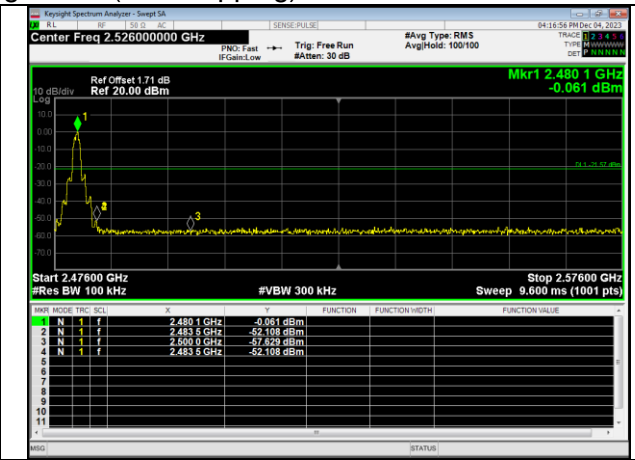 Keysight Spectrum Analyzer - Swept SA
RL RF 50 Ω AC SENSE:PULSE 04:16:56 PM Dec 04, 2023
Center Freq 2.526000000 GHz #Avg Type: RMS TRACE 1 2 3 4 5 6
PNO: Fast Trig: Free Run Avg|Hold: 100/100 TYPE M WWWWW
IFGain:Low #Atten: 30 dB DET P NNNNN
Mkr1 2.480 1 GHz
Ref Offset 1.71 dB
10 dB/div Ref 20.00 dBm -0.061 dBm
Log
10.0
1
0.00
-10.0
-20.0 DL1 -21.57 dBm
-30.0
-40.0
-50.0 3
-60.0
-70.0
Start 2.47600 GHz Stop 2.57600 GHz
#Res BW 100 kHz #VBW 300 kHz Sweep 9.600 ms (1001 pts)
MKR MODE TRC SCL X Y FUNCTION FUNCTION WIDTH FUNCTION VALUE
1 N 1 f 2.480 1 GHz -0.061 dBm
2 N 1 f 2.483 5 GHz -52.108 dBm
3 N 1 f 2.500 0 GHz -57.629 dBm
4 N 1 f 2.483 5 GHz -52.108 dBm
5
6
7
8
9
10
11
MSG STATUS